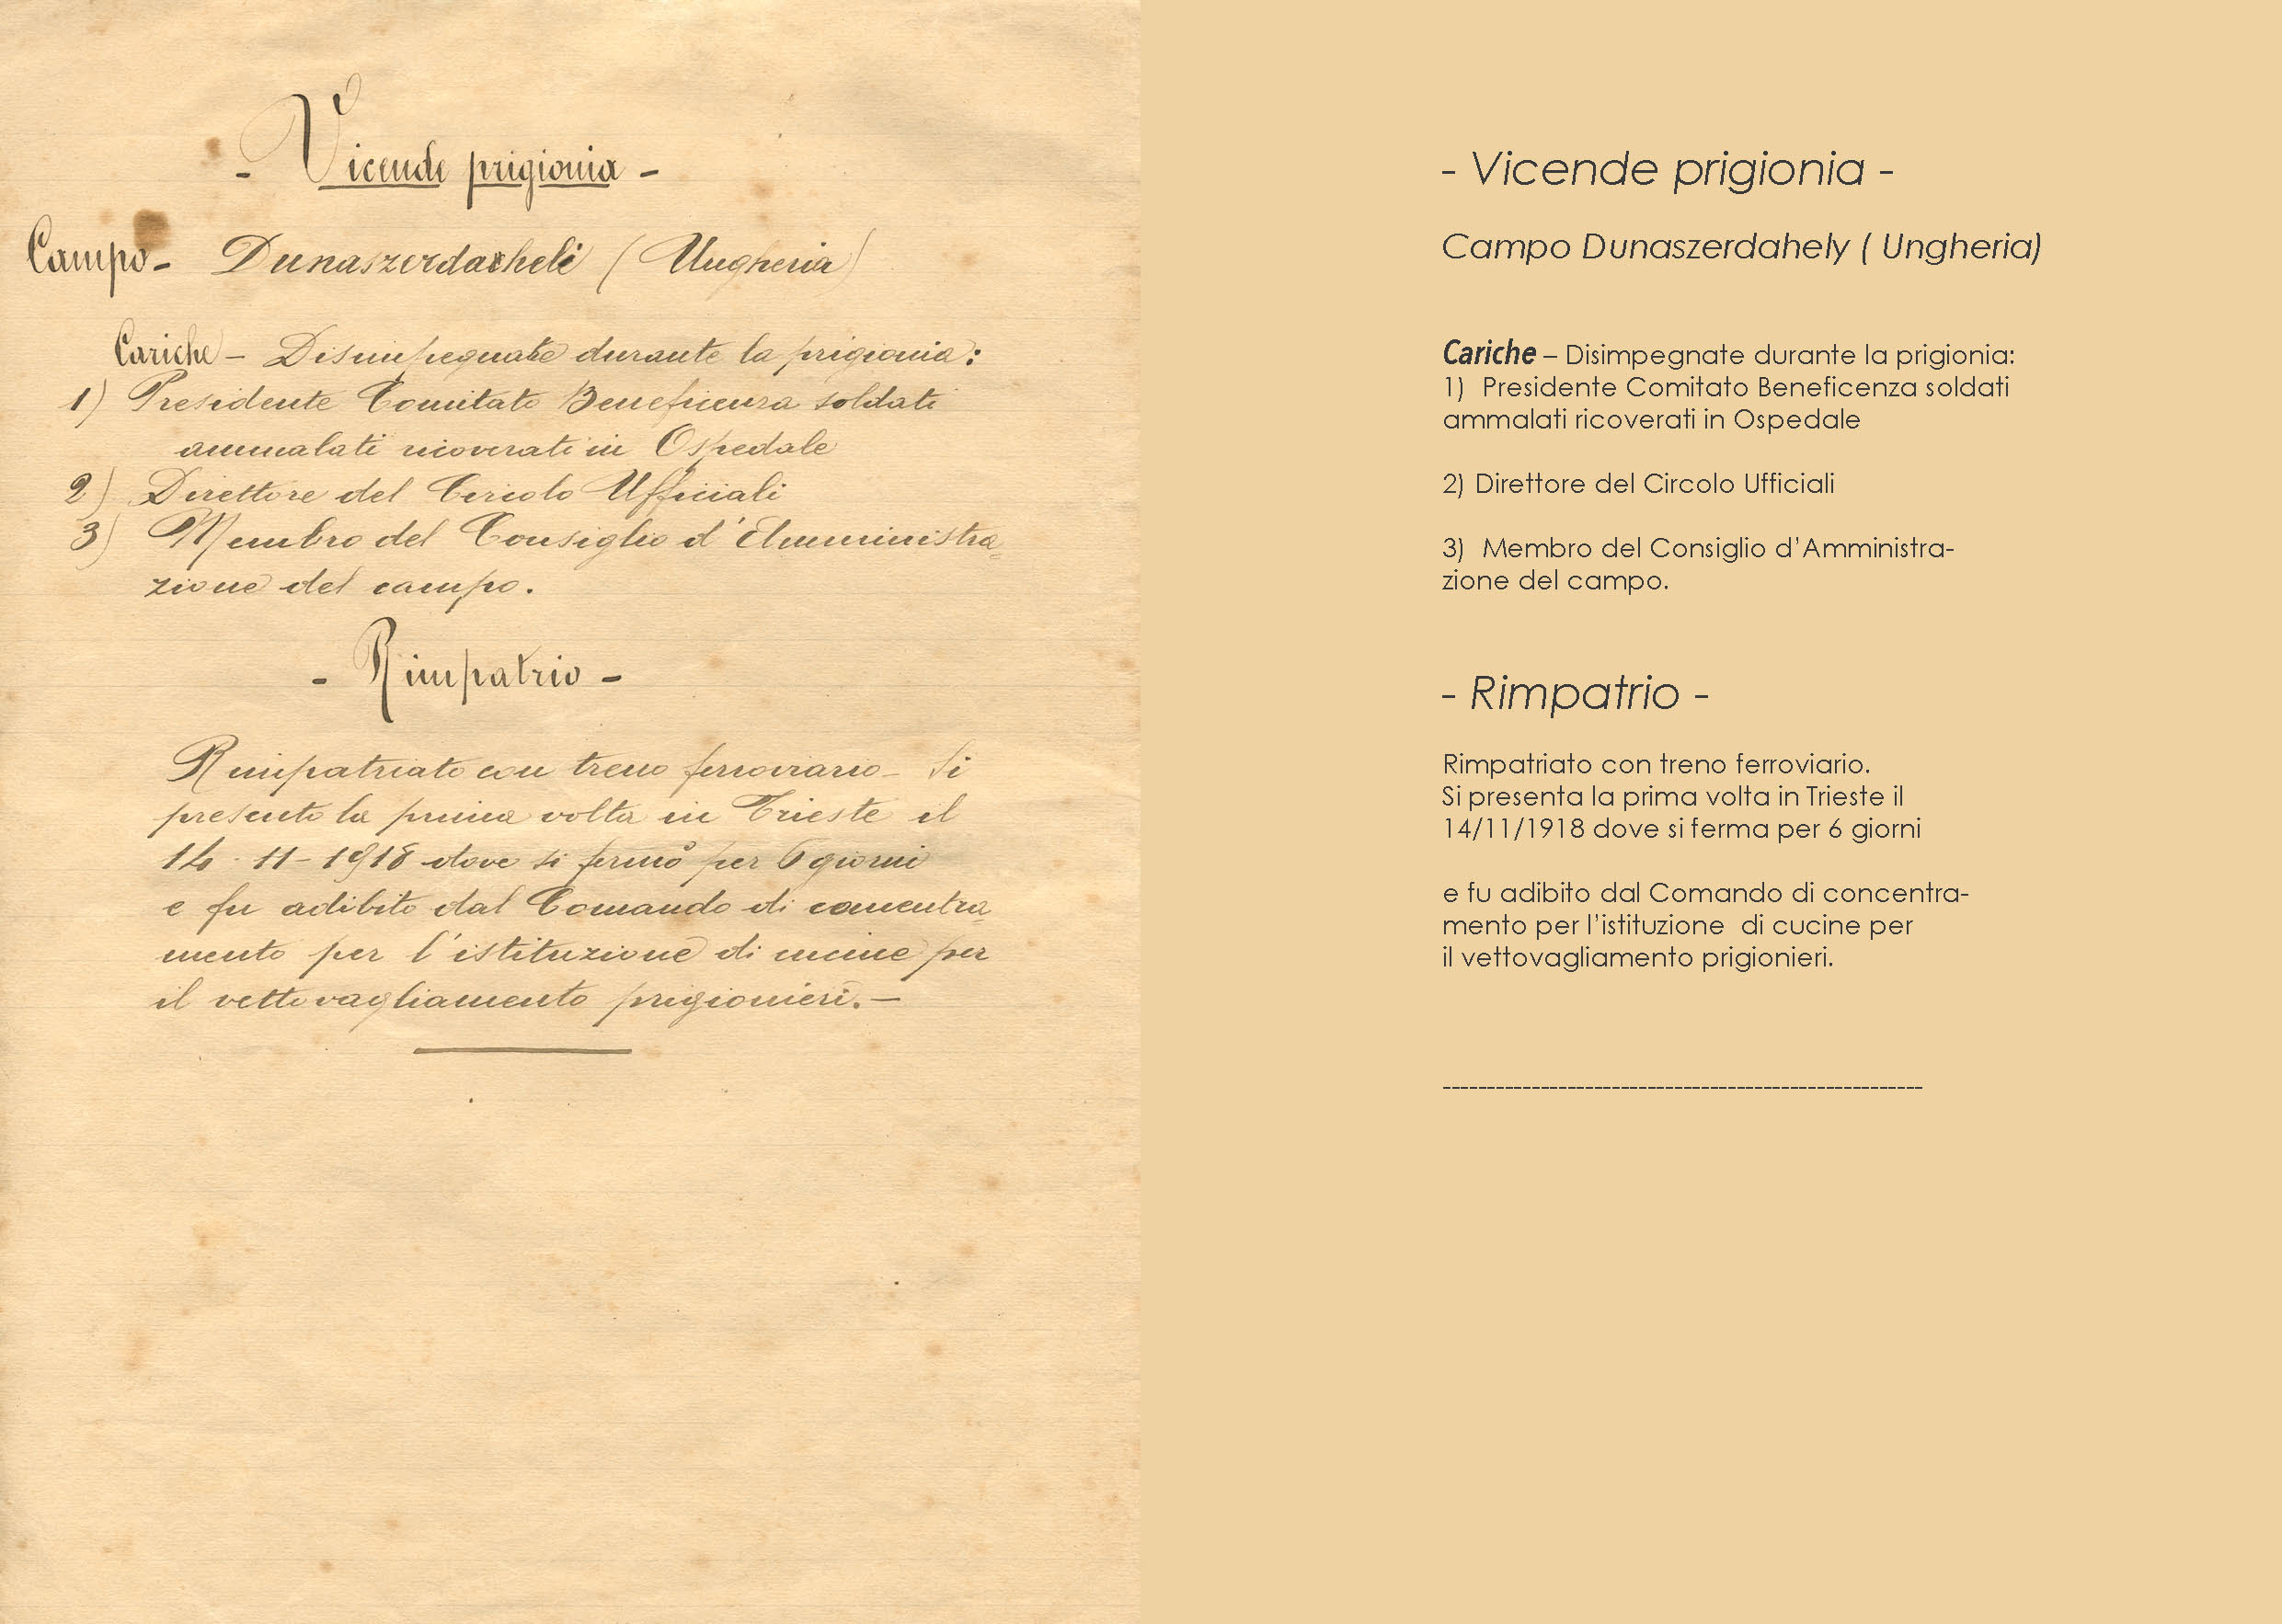 - Vicende prigionia -
Campo - Dunaszerdacheli (Ungheria)
Cariche - Disimpegnate durante la prigionia:
1) Presidente Comitato Beneficenza soldati
ammalati ricoverati in Ospedale
2) Direttore del Circolo Ufficiali
3) Membro del Consiglio d'Amministra=
zione del campo.
- Rimpatrio -
Rimpatriato con treno ferroviario - Si
presentò la prima volta in Trieste il
14-11-1918 dove si fermò per 6 giorni
e fu adibito dal Comando di concentra=
mento per l'istituzione di cucine per
il vettovagliamento prigionieri. -
- Vicende prigionia -
Campo Dunaszerdahely ( Ungheria)
Cariche – Disimpegnate durante la prigionia:
1) Presidente Comitato Beneficenza soldati
ammalati ricoverati in Ospedale
2) Direttore del Circolo Ufficiali
3) Membro del Consiglio d’Amministra-
zione del campo.
- Rimpatrio -
Rimpatriato con treno ferroviario.
Si presenta la prima volta in Trieste il
14/11/1918 dove si ferma per 6 giorni
e fu adibito dal Comando di concentra-
mento per l’istituzione di cucine per
il vettovagliamento prigionieri.